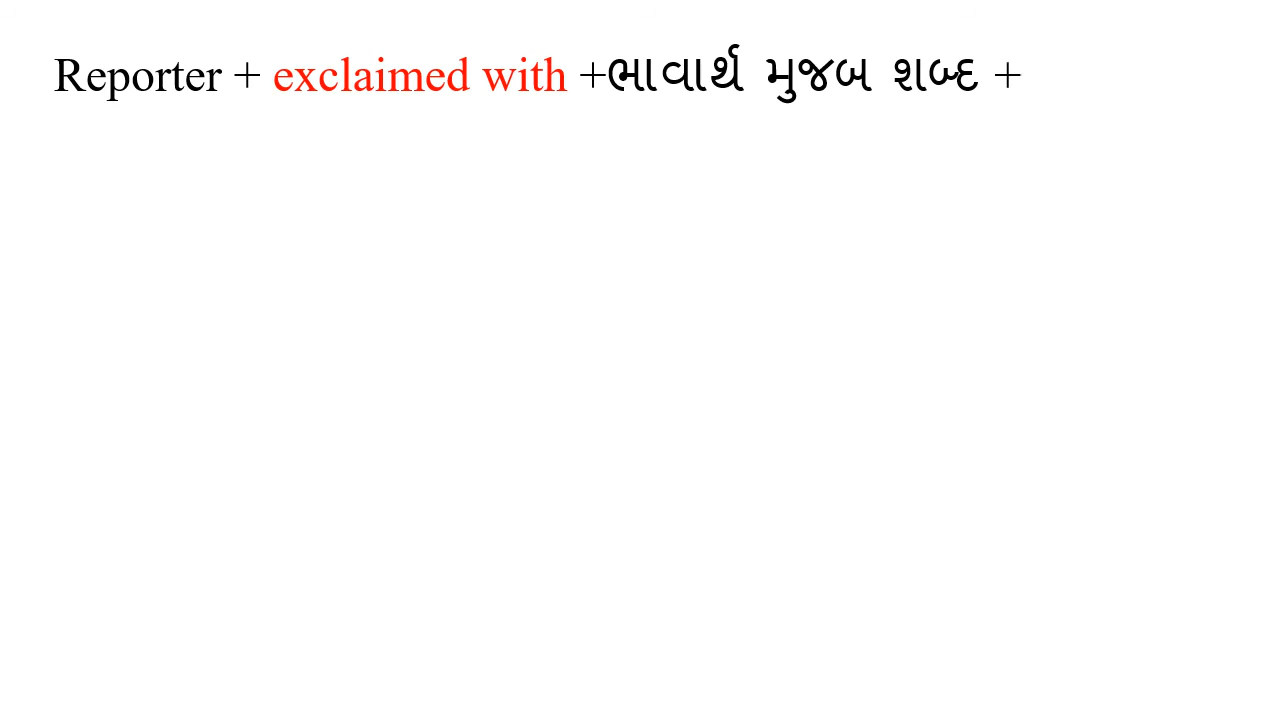 Reporter + exclaimed with +ભાવાર્થ મુજબ શબ્દ +